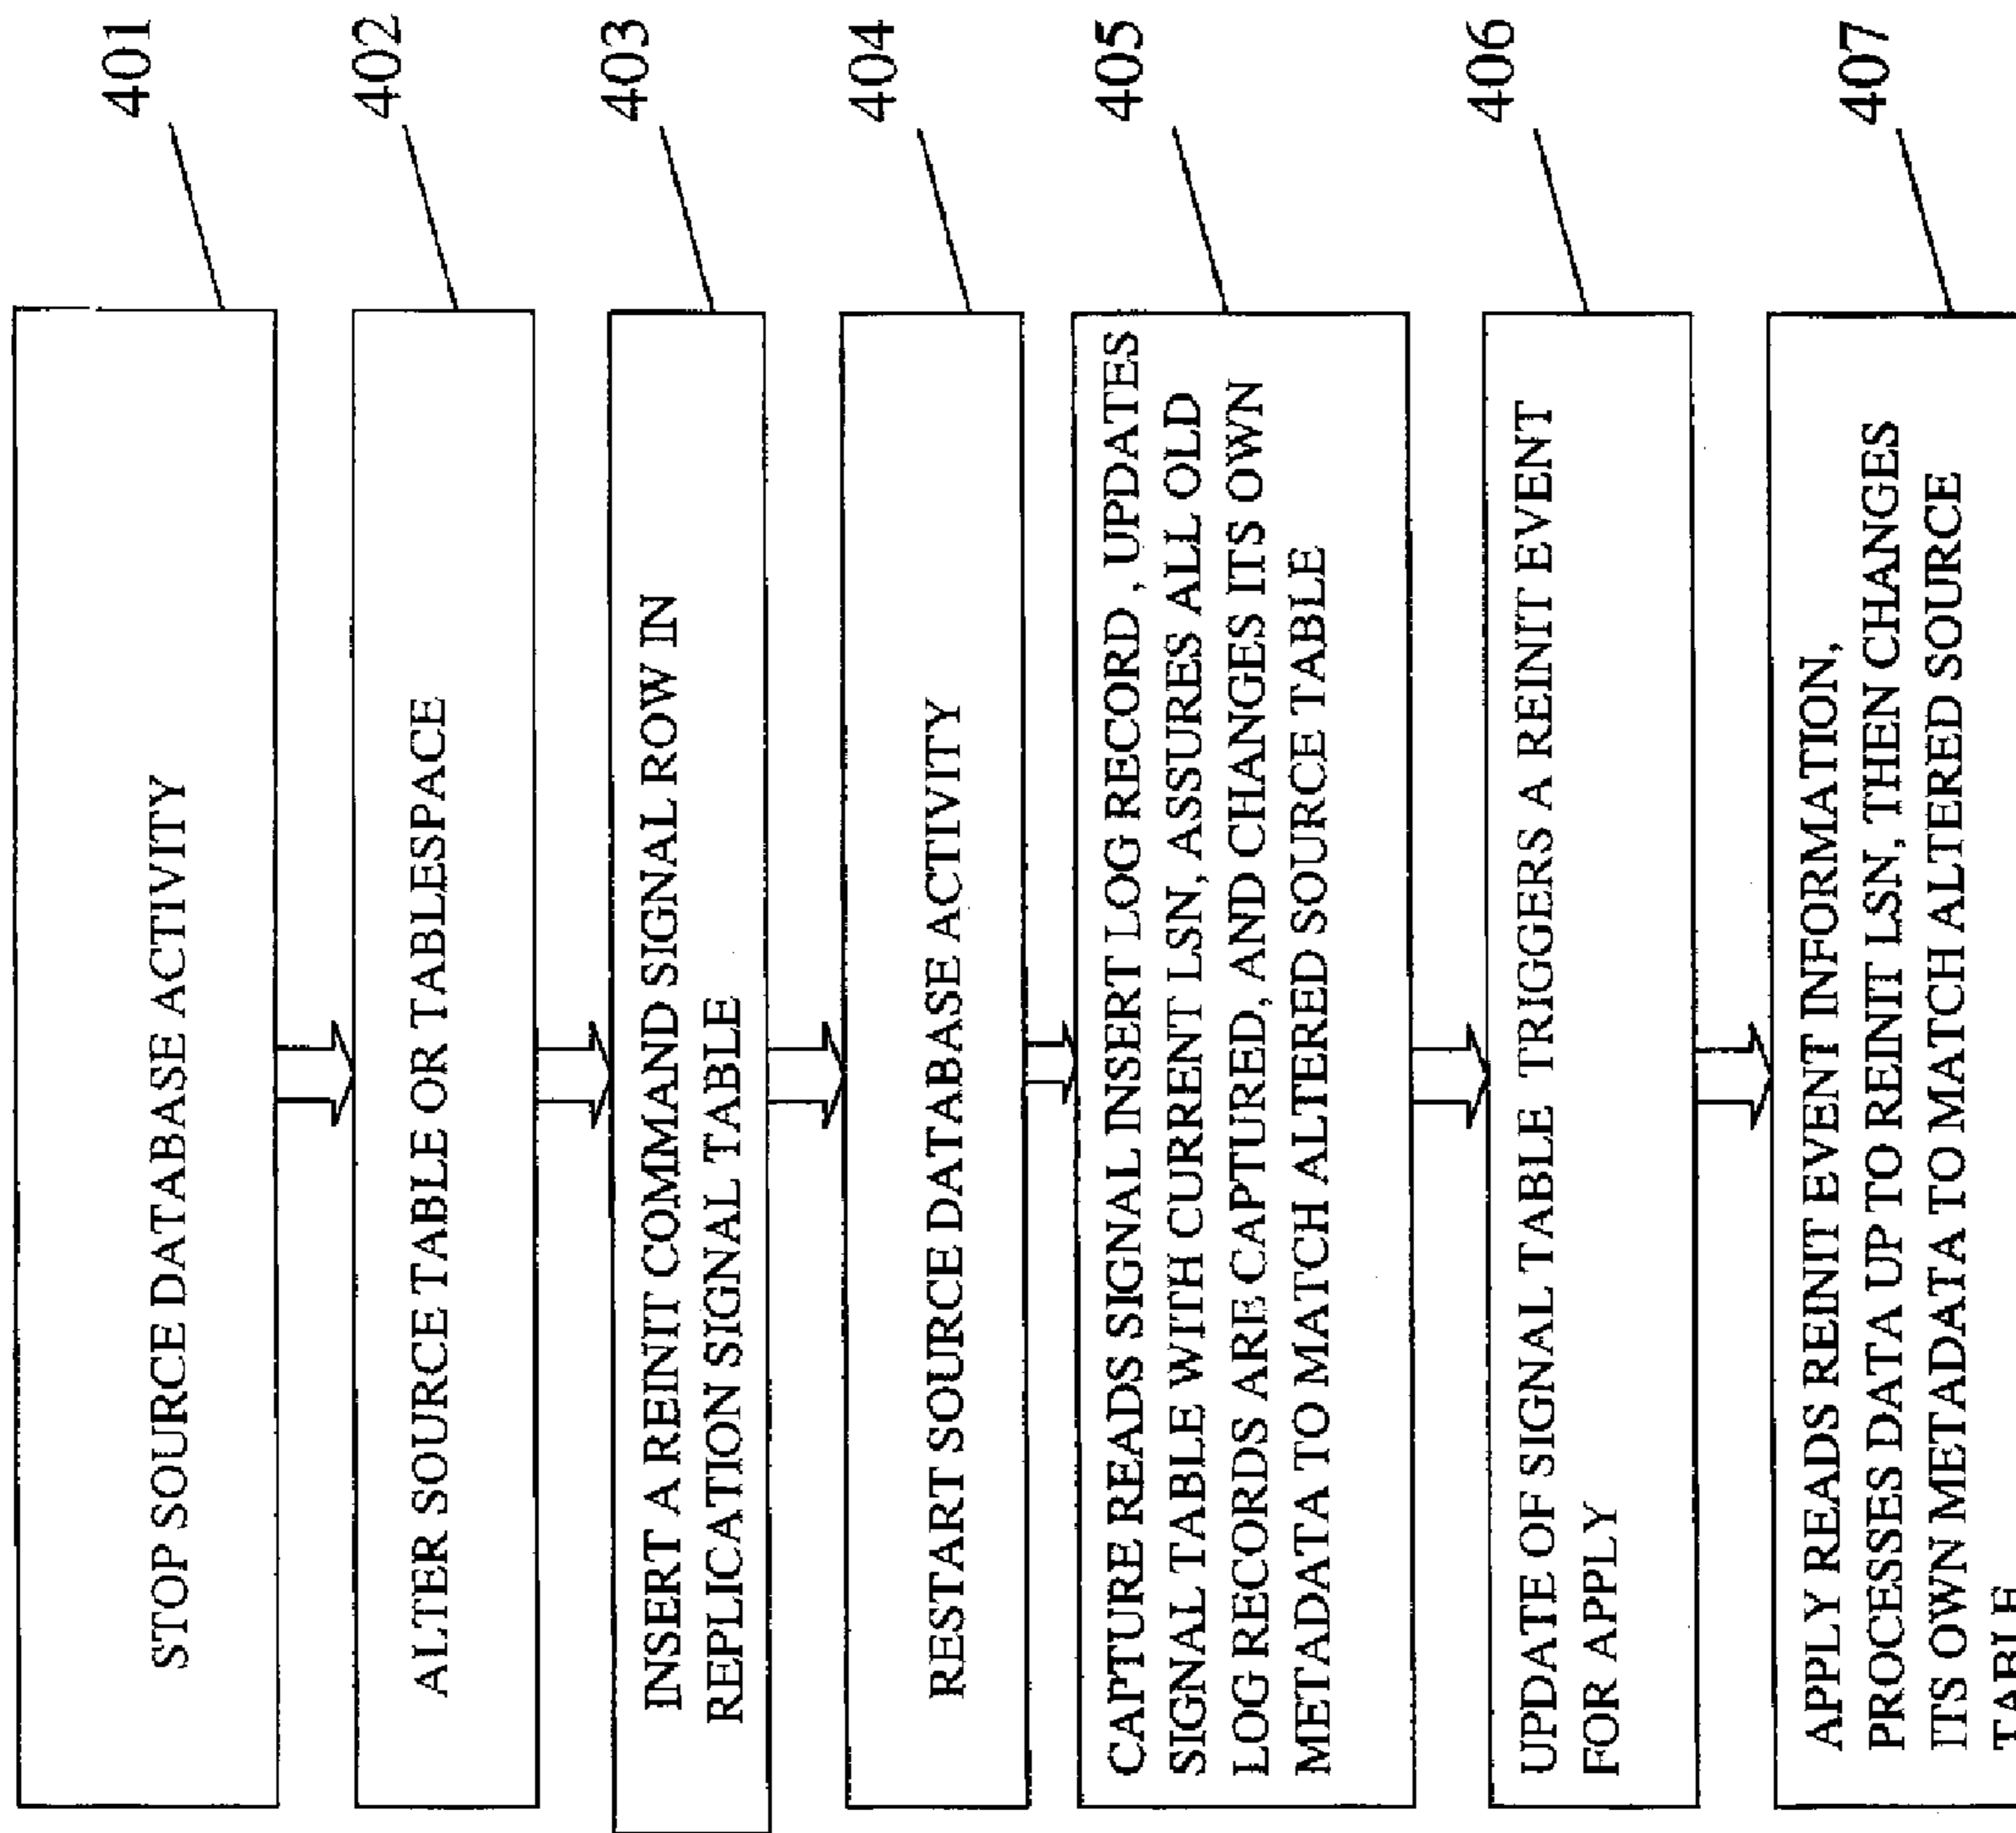 401
STOP SOURCE DATABASE ACTIVITY
402
ALTER SOURCE TABLE OR TABLESPACE
403
INSERT A REINIT COMMAND SIGNAL ROW IN
REPLICATION SIGNAL TABLE
404
RESTART SOURCE DATABASE ACTIVITY
405
CAPTURE READS SIGNAL INSERT LOG RECORD , UPDATES
SIGNAL TABLE WITH CURRENT LSN, ASSURES ALL OLD
LOG RECORDS ARE CAPTURED, AND CHANGES ITS OWN
METADATA TO MATCH ALTERED SOURCE TABLE
406
UPDATE OF SIGNAL TABLE TRIGGERS A REINIT EVENT
FOR APPLY
407
APPLY READS REINIT EVENT INFORMATION,
PROCESSES DATA UP TO REINIT LSN, THEN CHANGES
ITS OWN METADATA TO MATCH ALTERED SOURCE
TABLE